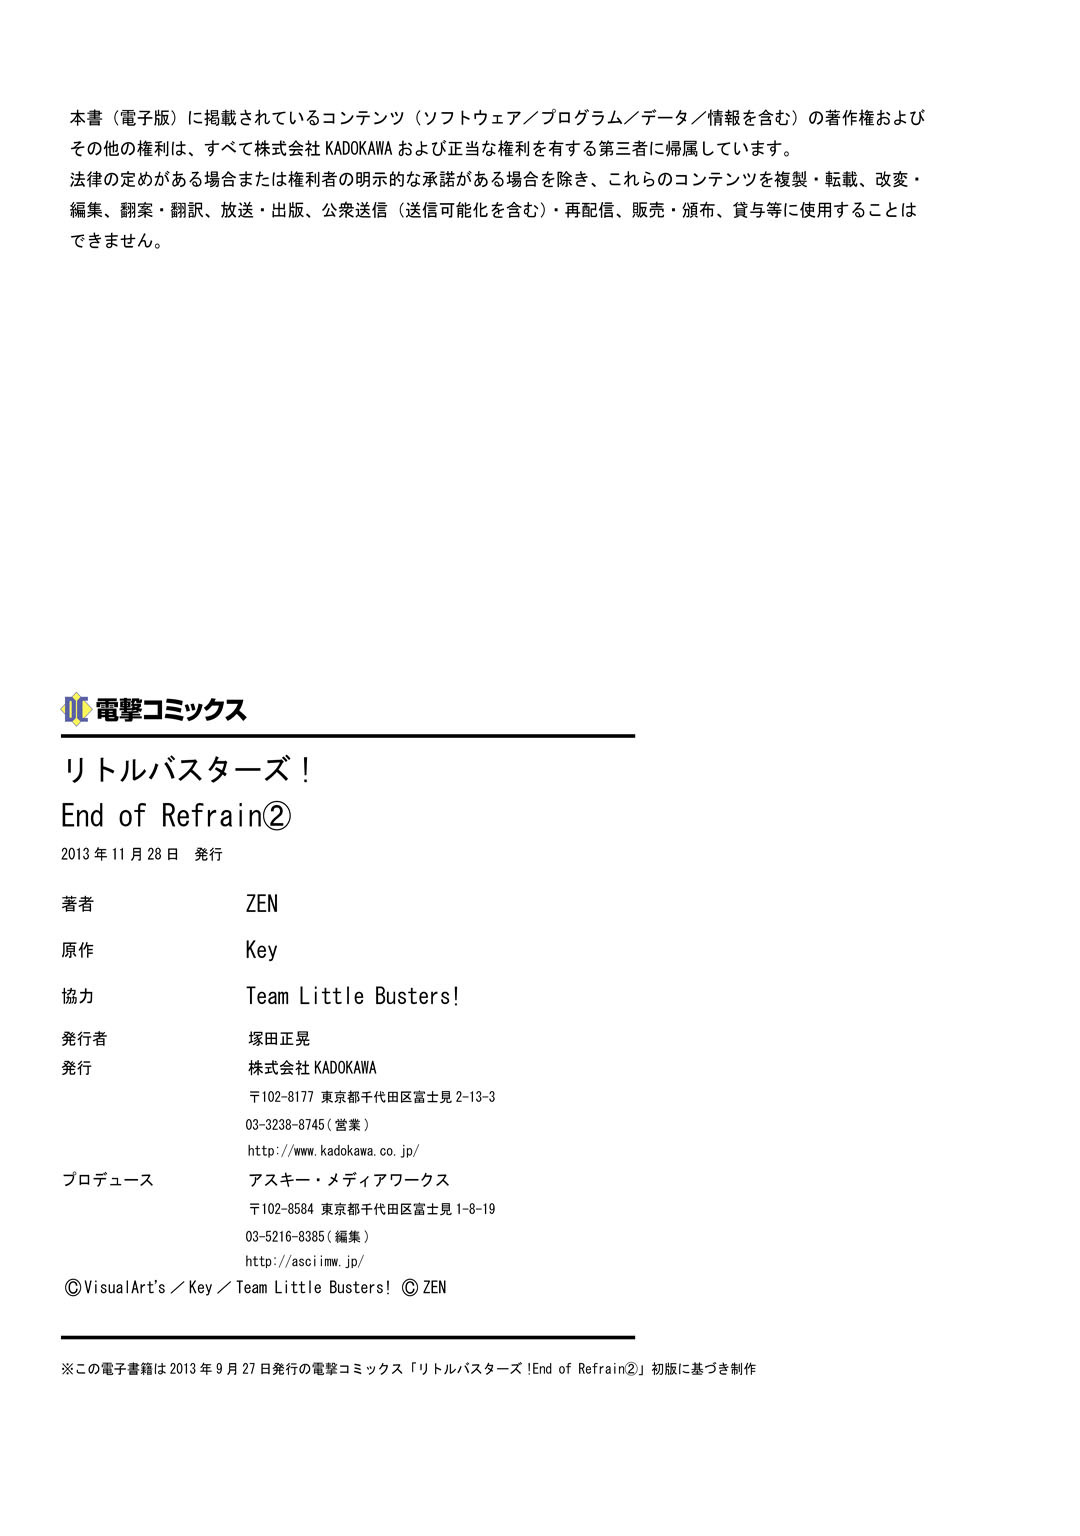 本書（電子版）に掲載されているコンテンツ（ソフトウェア／プログラム／データ／情報を含む）の著作権および
その他の権利は、すべて株式会社 KADOKAWA および正当な権利を有する第三者に帰属しています。
法律の定めがある場合または権利者の明示的な承諾がある場合を除き、これらのコンテンツを複製・転載、改変・
編集、翻案・翻訳、放送・出版、公衆送信（送信可能化を含む）・再配信、販売・頒布、貸与等に使用することは
できません。
DC 電撃コミックス
リトルバスターズ！
End of Refrain②
2013 年 11 月 28 日　発行
著者 ZEN
原作 Key
協力 Team Little Busters!
発行者 塚田正晃
発行 株式会社 KADOKAWA
〒102-8177 東京都千代田区富士見 2-13-3
03-3238-8745（営業）
http://www.kadokawa.co.jp/
プロデュース アスキー・メディアワークス
〒102-8584 東京都千代田区富士見 1-8-19
03-5216-8385（編集）
http://asciimw.jp/
Ⓒ VisualArt's ／ Key ／ Team Little Busters! Ⓒ ZEN
※この電子書籍は 2013 年 9 月 27 日発行の電撃コミックス「リトルバスターズ !End of Refrain②」初版に基づき制作